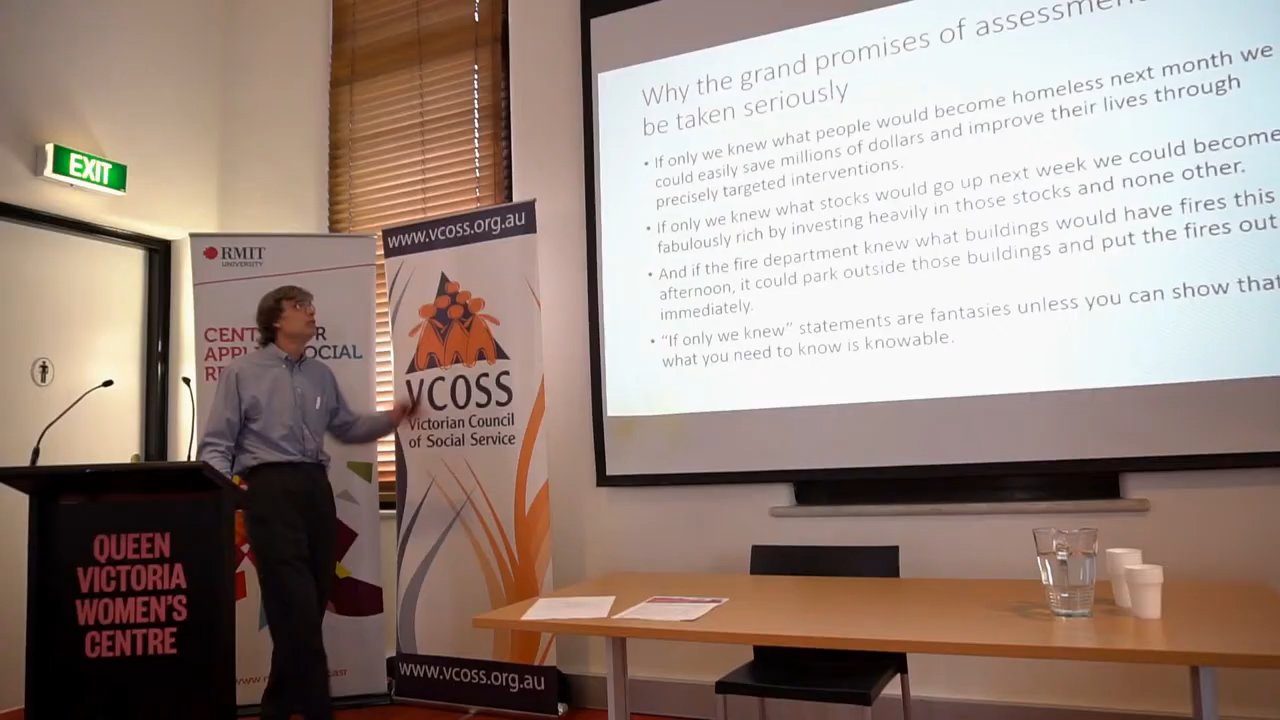 EXIT
RMIT
UNIVERSITY
APPL SOCIAL
www.vcoss.org.au
VCOSS
Victorian Council
of Social Service
www.vcoss.org.au
QUEEN
VICTORIA
WOMEN'S
CENTRE
Why the grand promises of assessment
be taken seriously
• If only we knew what people would become homeless next month we
could easily save millions of dollars and improve their lives through
precisely targeted interventions.
• If only we knew what stocks would go up next week we could become
fabulously rich by investing heavily in those stocks and none other.
• And if the fire department knew what buildings would have fires this
afternoon, it could park outside those buildings and put the fires out
immediately.
• "If only we knew" statements are fantasies unless you can show that
what you need to know is knowable.